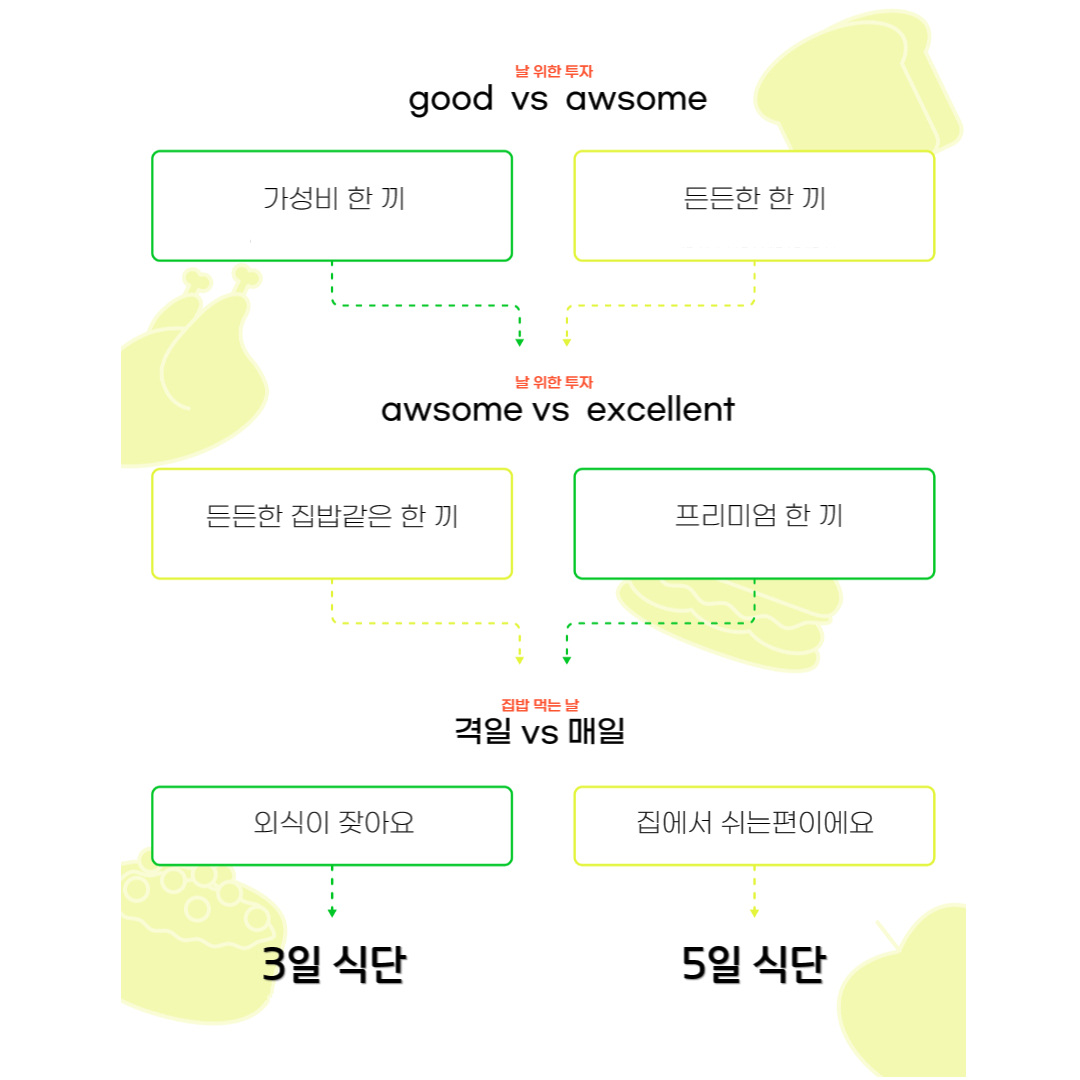 날 위한 투자
good vs awsome
가성비 한 끼
든든한 한 끼
날 위한 투자
awsome vs excellent
든든한 집밥같은 한 끼
프리미엄 한 끼
집밥 먹는 날
격일 vs 매일
외식이 잦아요
집에서 쉬는편이에요
3일 식단
5일 식단